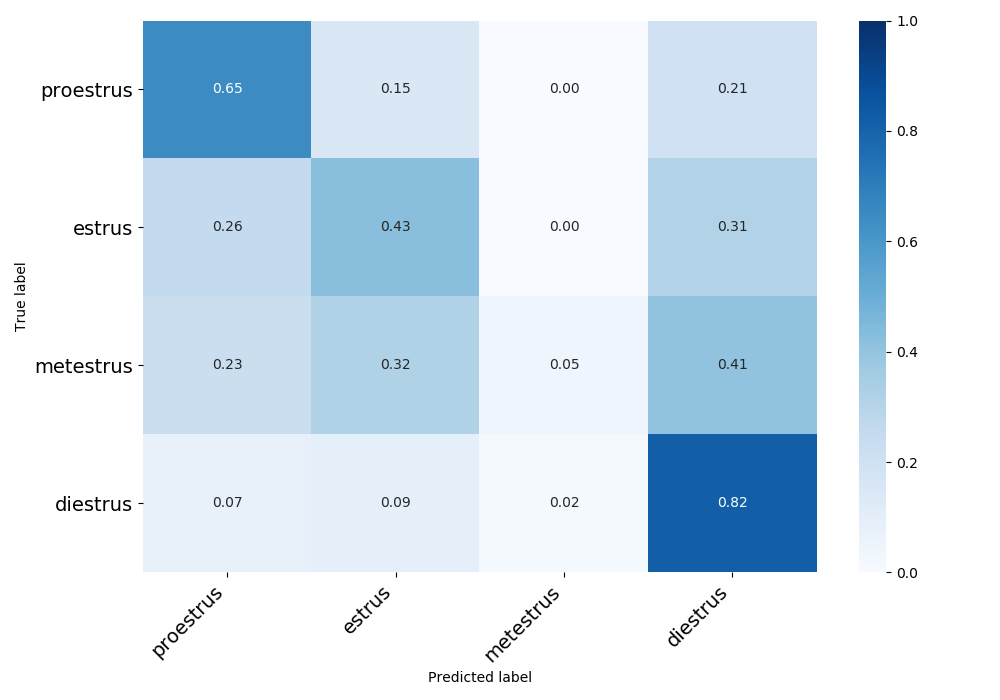 proestrus 0.65 0.15 0.00 0.21
estrus 0.26 0.43 0.00 0.31
metestrus 0.23 0.32 0.05 0.41
diestrus 0.07 0.09 0.02 0.82
True label
proestrus estrus metestrus diestrus
Predicted label
1.0
0.8
0.6
0.4
0.2
0.0